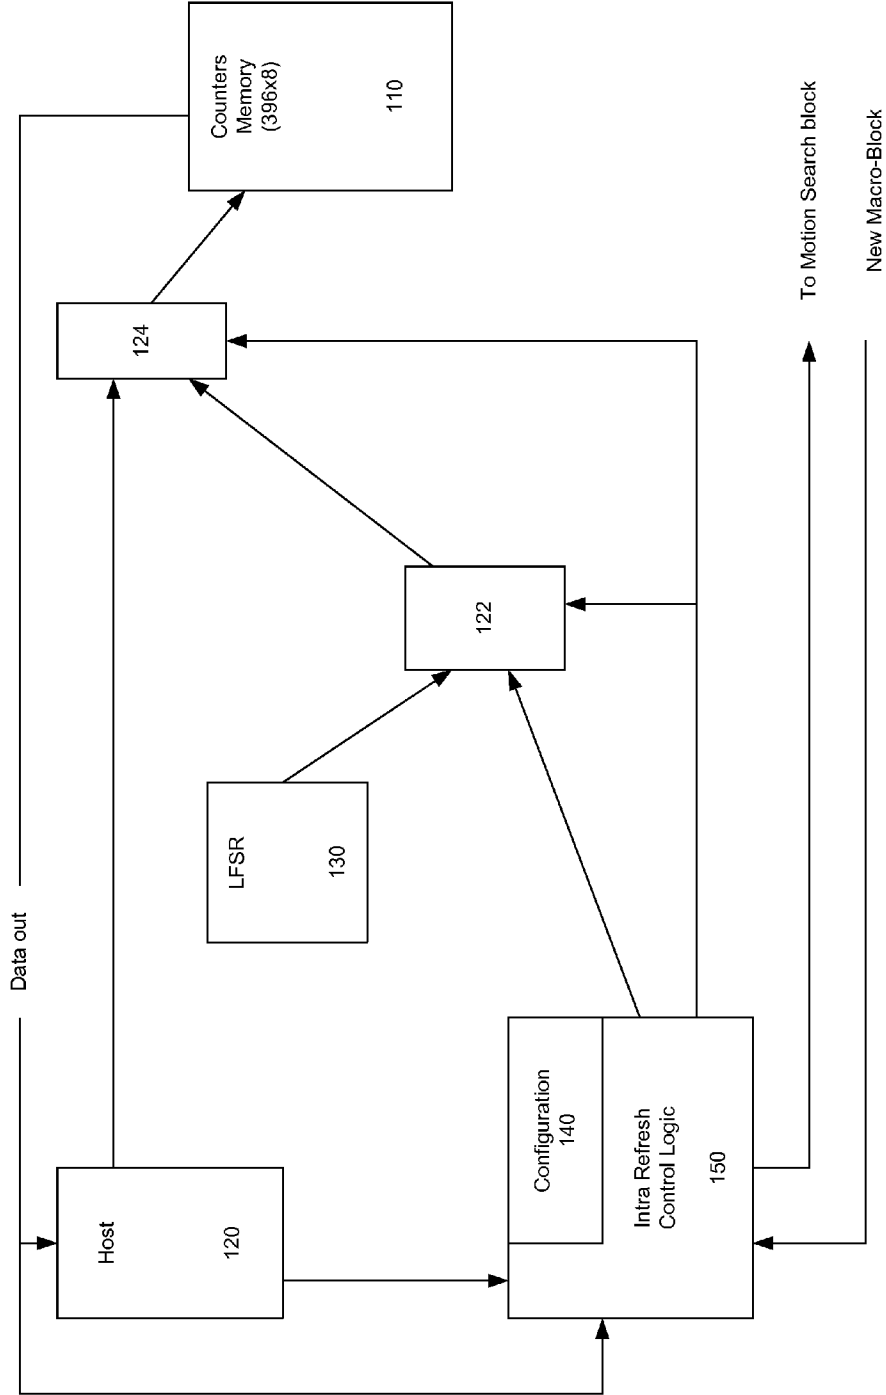 Data out
Host
120
LFSR
130
Configuration
140
Intra Refresh
Control Logic
150
122
124
Counters
Memory
(396x8)
110
To Motion Search block
New Macro-Block